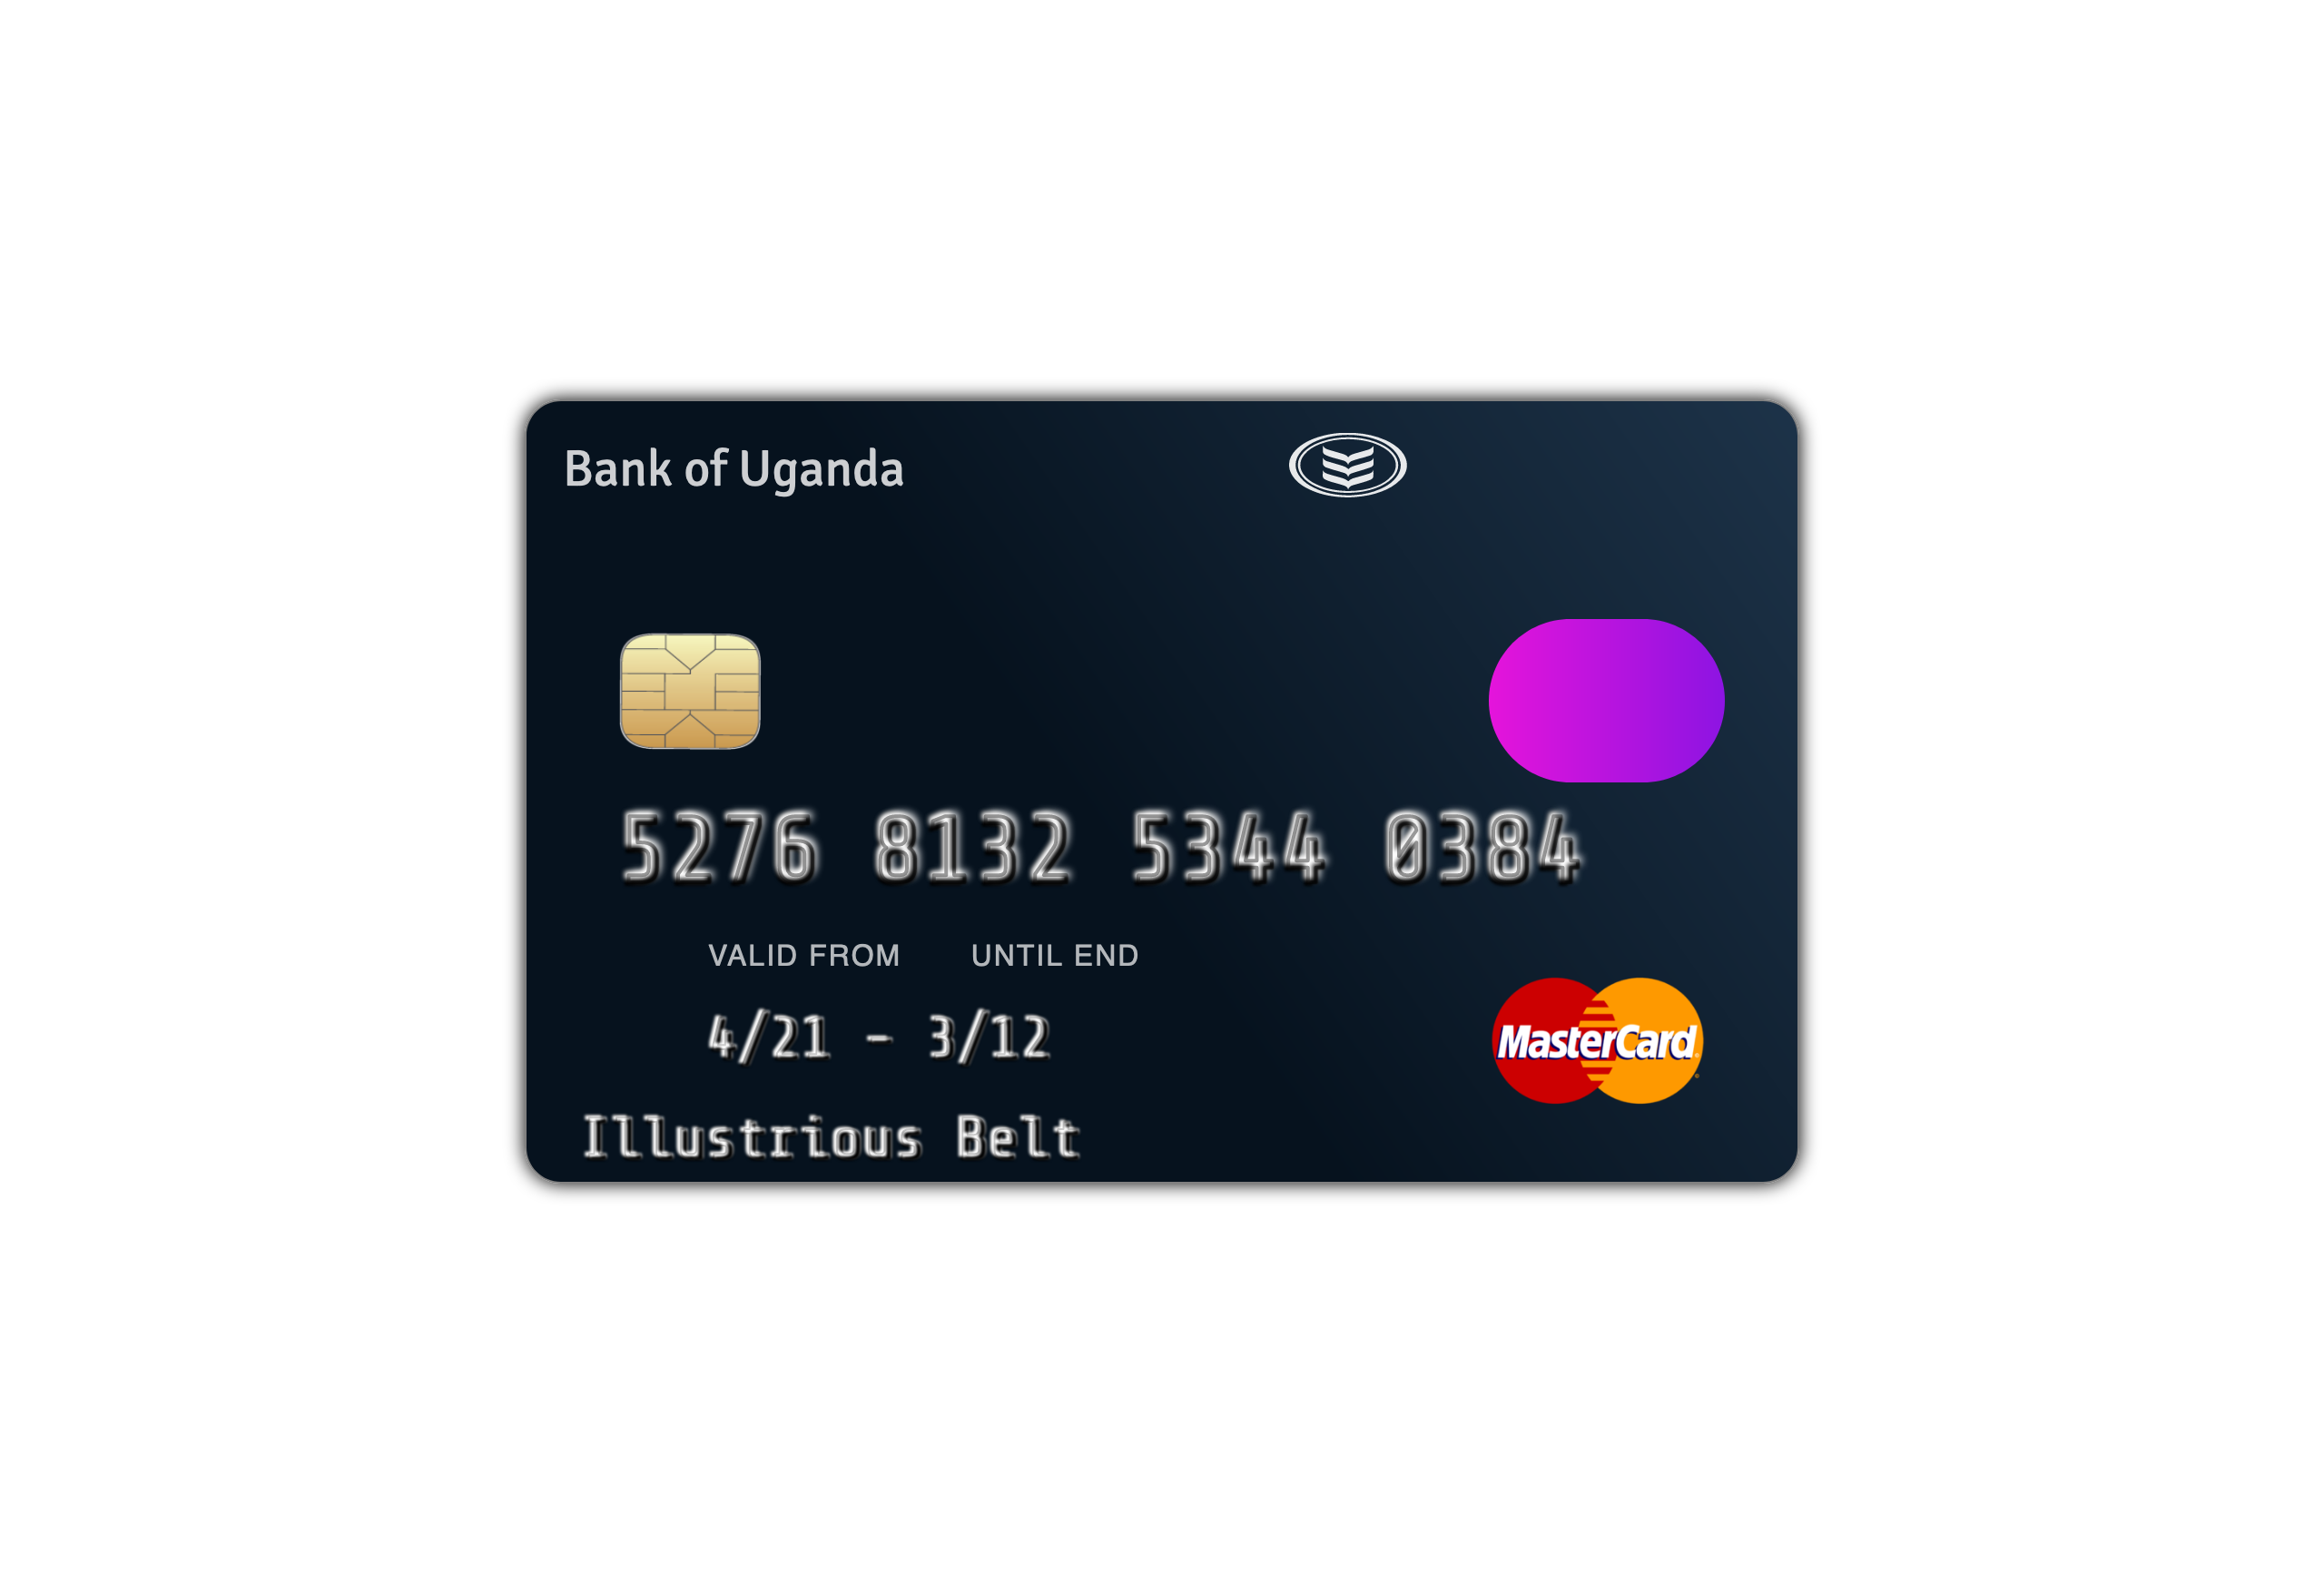 Bank of Uganda
5276 8132 5344 0384
VALID FROM UNTIL END
4/21 - 3/12
MasterCard
Illustrious Belt